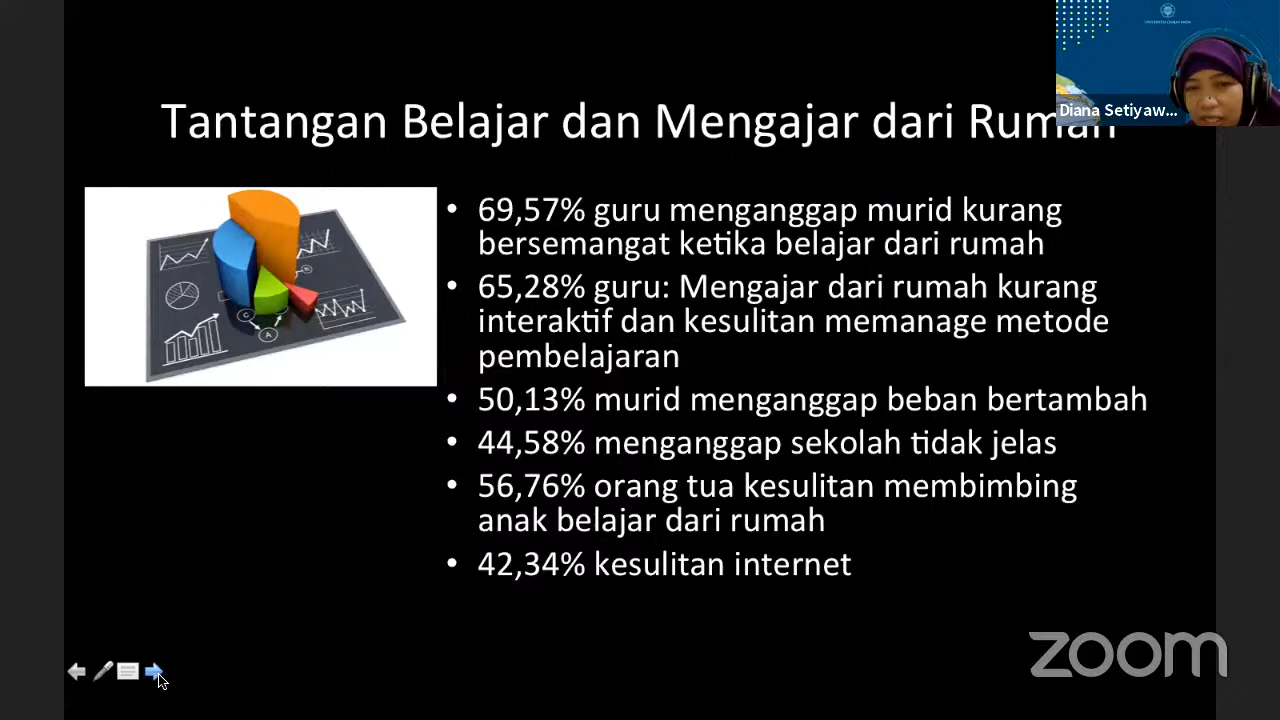 UNIVERSITAS GADJAH MADA
Diana Setiyaw...
Tantangan Belajar dan Mengajar dari Rumah
• 69,57% guru menganggap murid kurang
bersemangat ketika belajar dari rumah
• 65,28% guru: Mengajar dari rumah kurang
interaktif dan kesulitan memanage metode
pembelajaran
• 50,13% murid menganggap beban bertambah
• 44,58% menganggap sekolah tidak jelas
• 56,76% orang tua kesulitan membimbing
anak belajar dari rumah
• 42,34% kesulitan internet
B
C
A
zoom